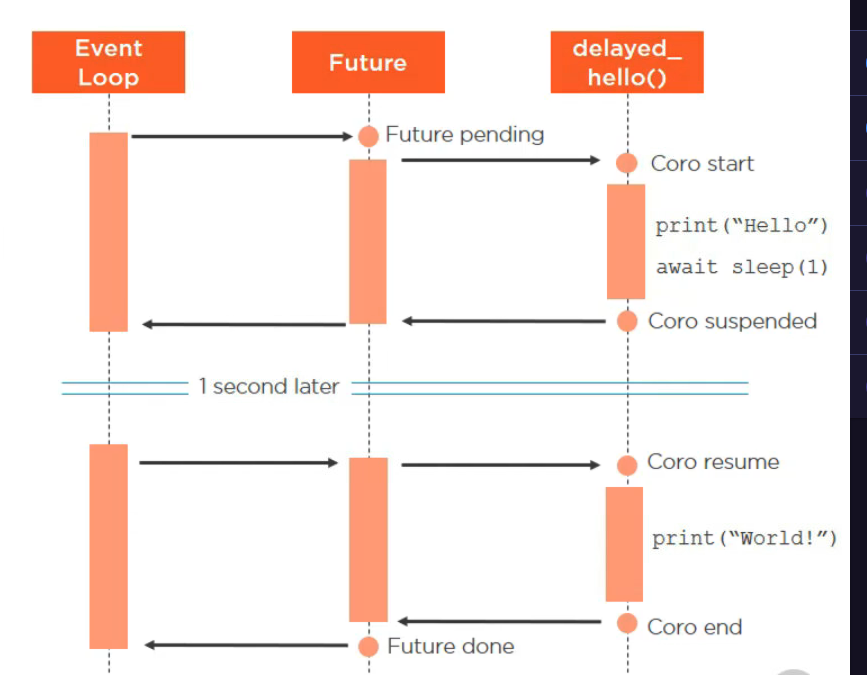 Event
Loop
Future
delayed_
hello()
Future pending
Coro start
print(“Hello”)
await sleep(1)
Coro suspended
1 second later
Coro resume
print(“World!”)
Coro end
Future done